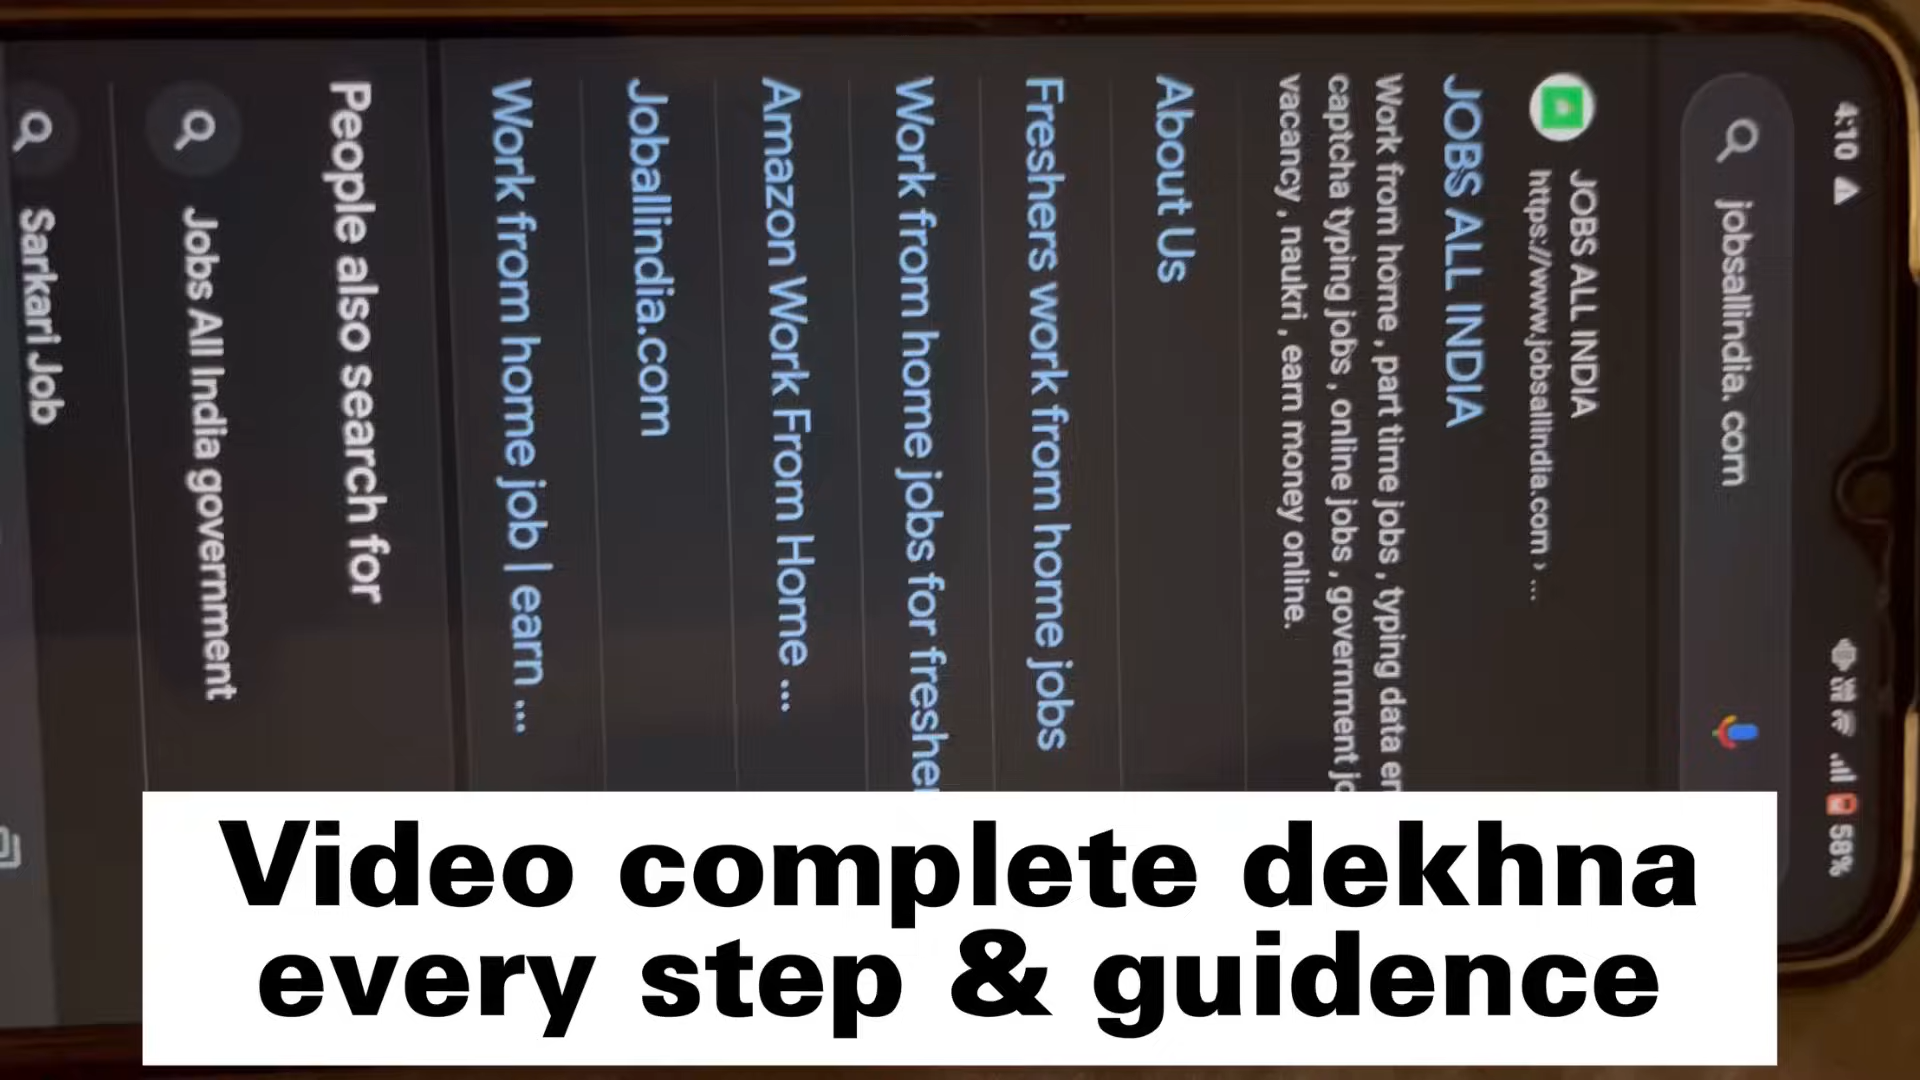 4:10
58%
jobsallindia.com
JOBS ALL INDIA
https://www.jobsallindia.com › ...
JOBS ALL INDIA
Work from home , part time jobs , typing data
captcha typing jobs , online jobs , government
vacancy , naukri , earn money online.
About Us
Freshers work from home jobs
Work from home jobs for
Amazon Work From Home ...
Joballindia.com
Work from home job | earn ...
People also search for
Jobs All India government
Sarkari Job
Video complete dekhna
every step & guidence